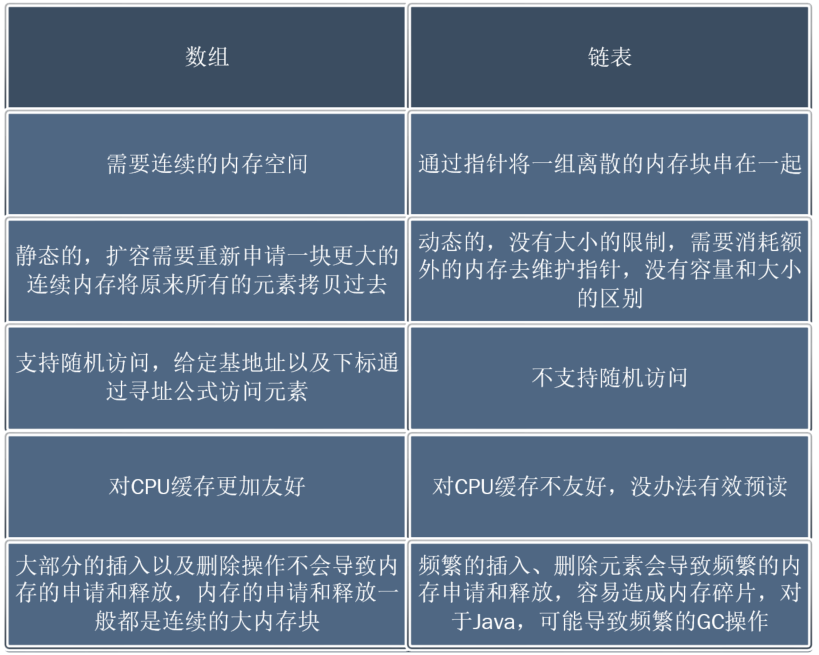 数组
链表
需要连续的内存空间
通过指针将一组离散的内存块串在一起
静态的，扩容需要重新申请一块更大的
连续内存将原来所有的元素拷贝过去
动态的，没有大小的限制，需要消耗额
外的内存去维护指针，没有容量和大小
的区别
支持随机访问，给定基地址以及下标通
过寻址公式访问元素
不支持随机访问
对CPU缓存更加友好
对CPU缓存不友好，没办法有效预读
大部分的插入以及删除操作不会导致内
存的申请和释放，内存的申请和释放一
般都是连续的大内存块
频繁的插入、删除元素会导致频繁的内
存申请和释放，容易造成内存碎片，对
于Java，可能导致频繁的GC操作